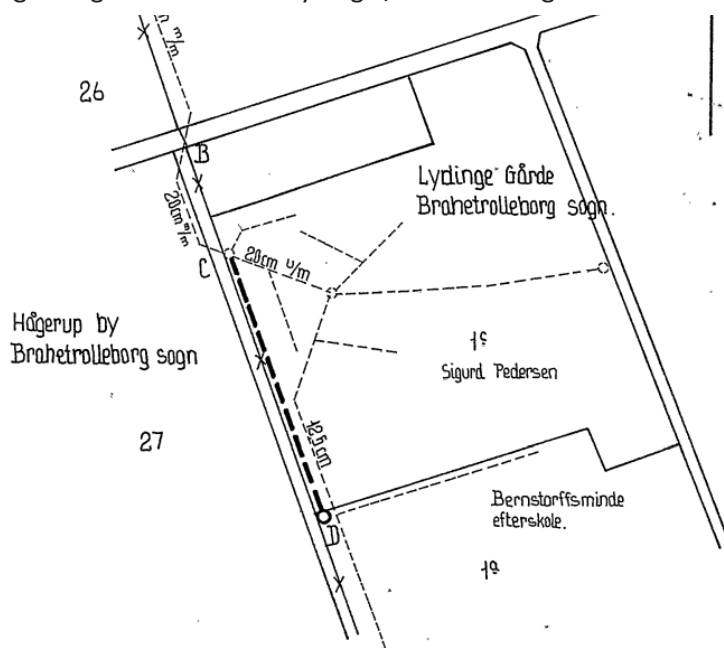 m/m
26
B
20cm m/m
Lydinge Gårde
Brahetrolleborg sogn.
C
20cm u/m
Hågerup by
Brahetrolleborg sogn
1c
Sigurd Pedersen
27
12,5cm
Bernstorffsminde
efterskole.
D
1a